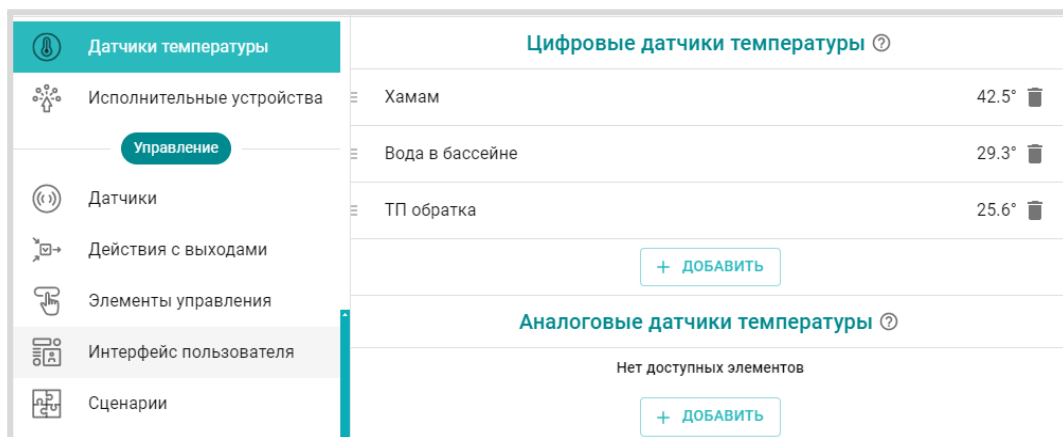 Датчики температуры
Исполнительные устройства
Управление
Датчики
Действия с выходами
Элементы управления
Интерфейс пользователя
Сценарии
Цифровые датчики температуры ?
Хамам 42.5°
Вода в бассейне 29.3°
ТП обратка 25.6°
+ ДОБАВИТЬ
Аналоговые датчики температуры ?
Нет доступных элементов
+ ДОБАВИТЬ